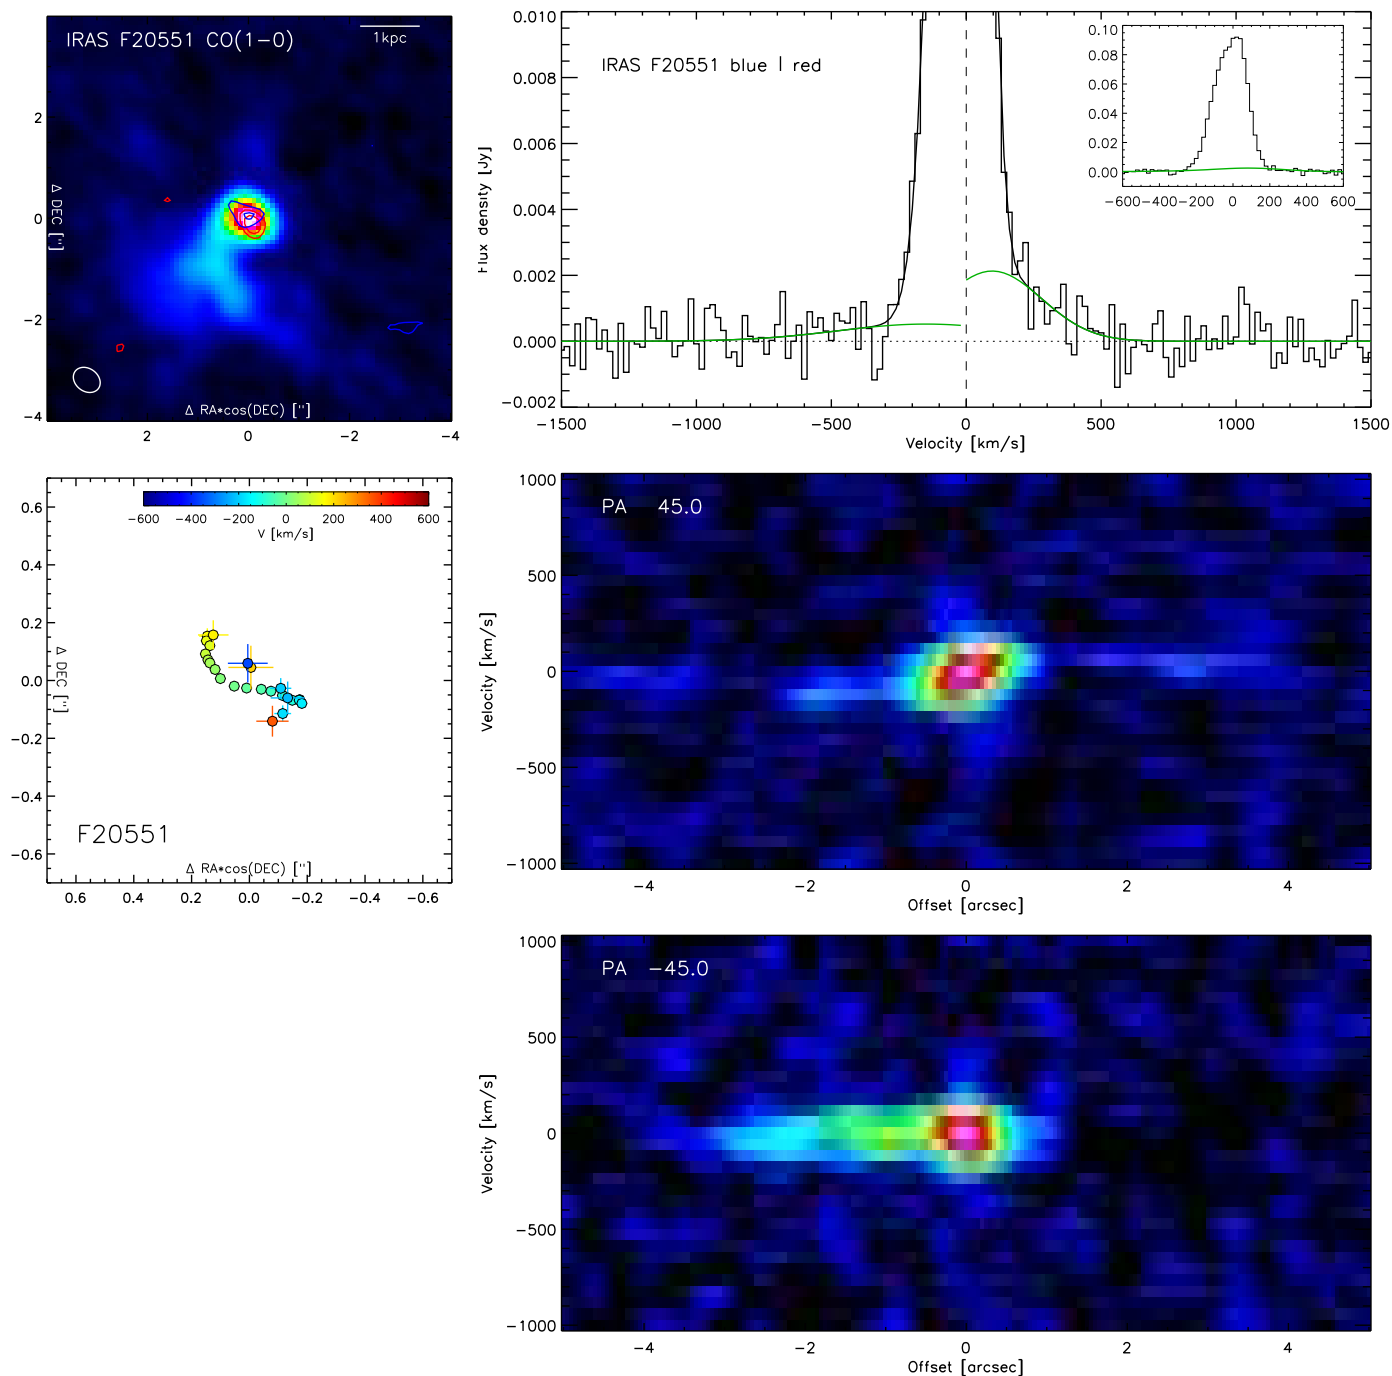 IRAS F20551 CO(1−0)
1kpc
2
0
−2
−4
Δ DEC ["]
Δ RA*cos(DEC) ["]
2 0 −2 −4
IRAS F20551 blue | red
0.010
0.008
0.006
0.004
0.002
0.000
−0.002
Flux density [Jy]
−1500 −1000 −500 0 500 1000 1500
Velocity [km/s]
0.10
0.08
0.06
0.04
0.02
0.00
−600 −400 −200 0 200 400 600
−600 −400 −200 0 200 400 600
V [km/s]
0.6
0.4
0.2
0.0
−0.2
−0.4
−0.6
Δ DEC ["]
F20551
Δ RA*cos(DEC) ["]
0.6 0.4 0.2 0.0 −0.2 −0.4 −0.6
PA 45.0
1000
500
0
−500
−1000
Velocity [km/s]
−4 −2 0 2 4
Offset [arcsec]
PA −45.0
1000
500
0
−500
−1000
Velocity [km/s]
−4 −2 0 2 4
Offset [arcsec]